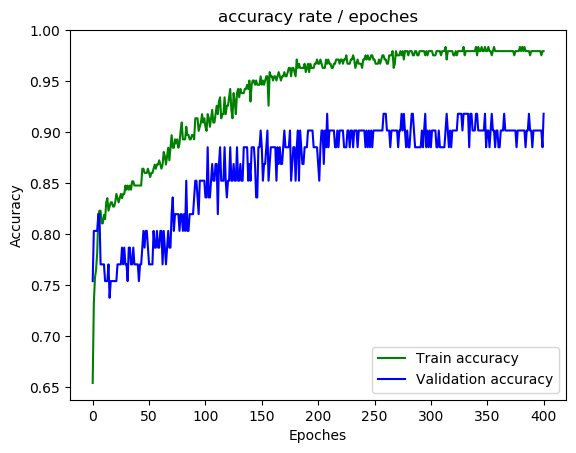 accuracy rate / epoches
1.00
0.95
0.90
0.85
0.80
0.75
0.70
0.65
Accuracy
Train accuracy
Validation accuracy
0 50 100 150 200 250 300 350 400
Epoches